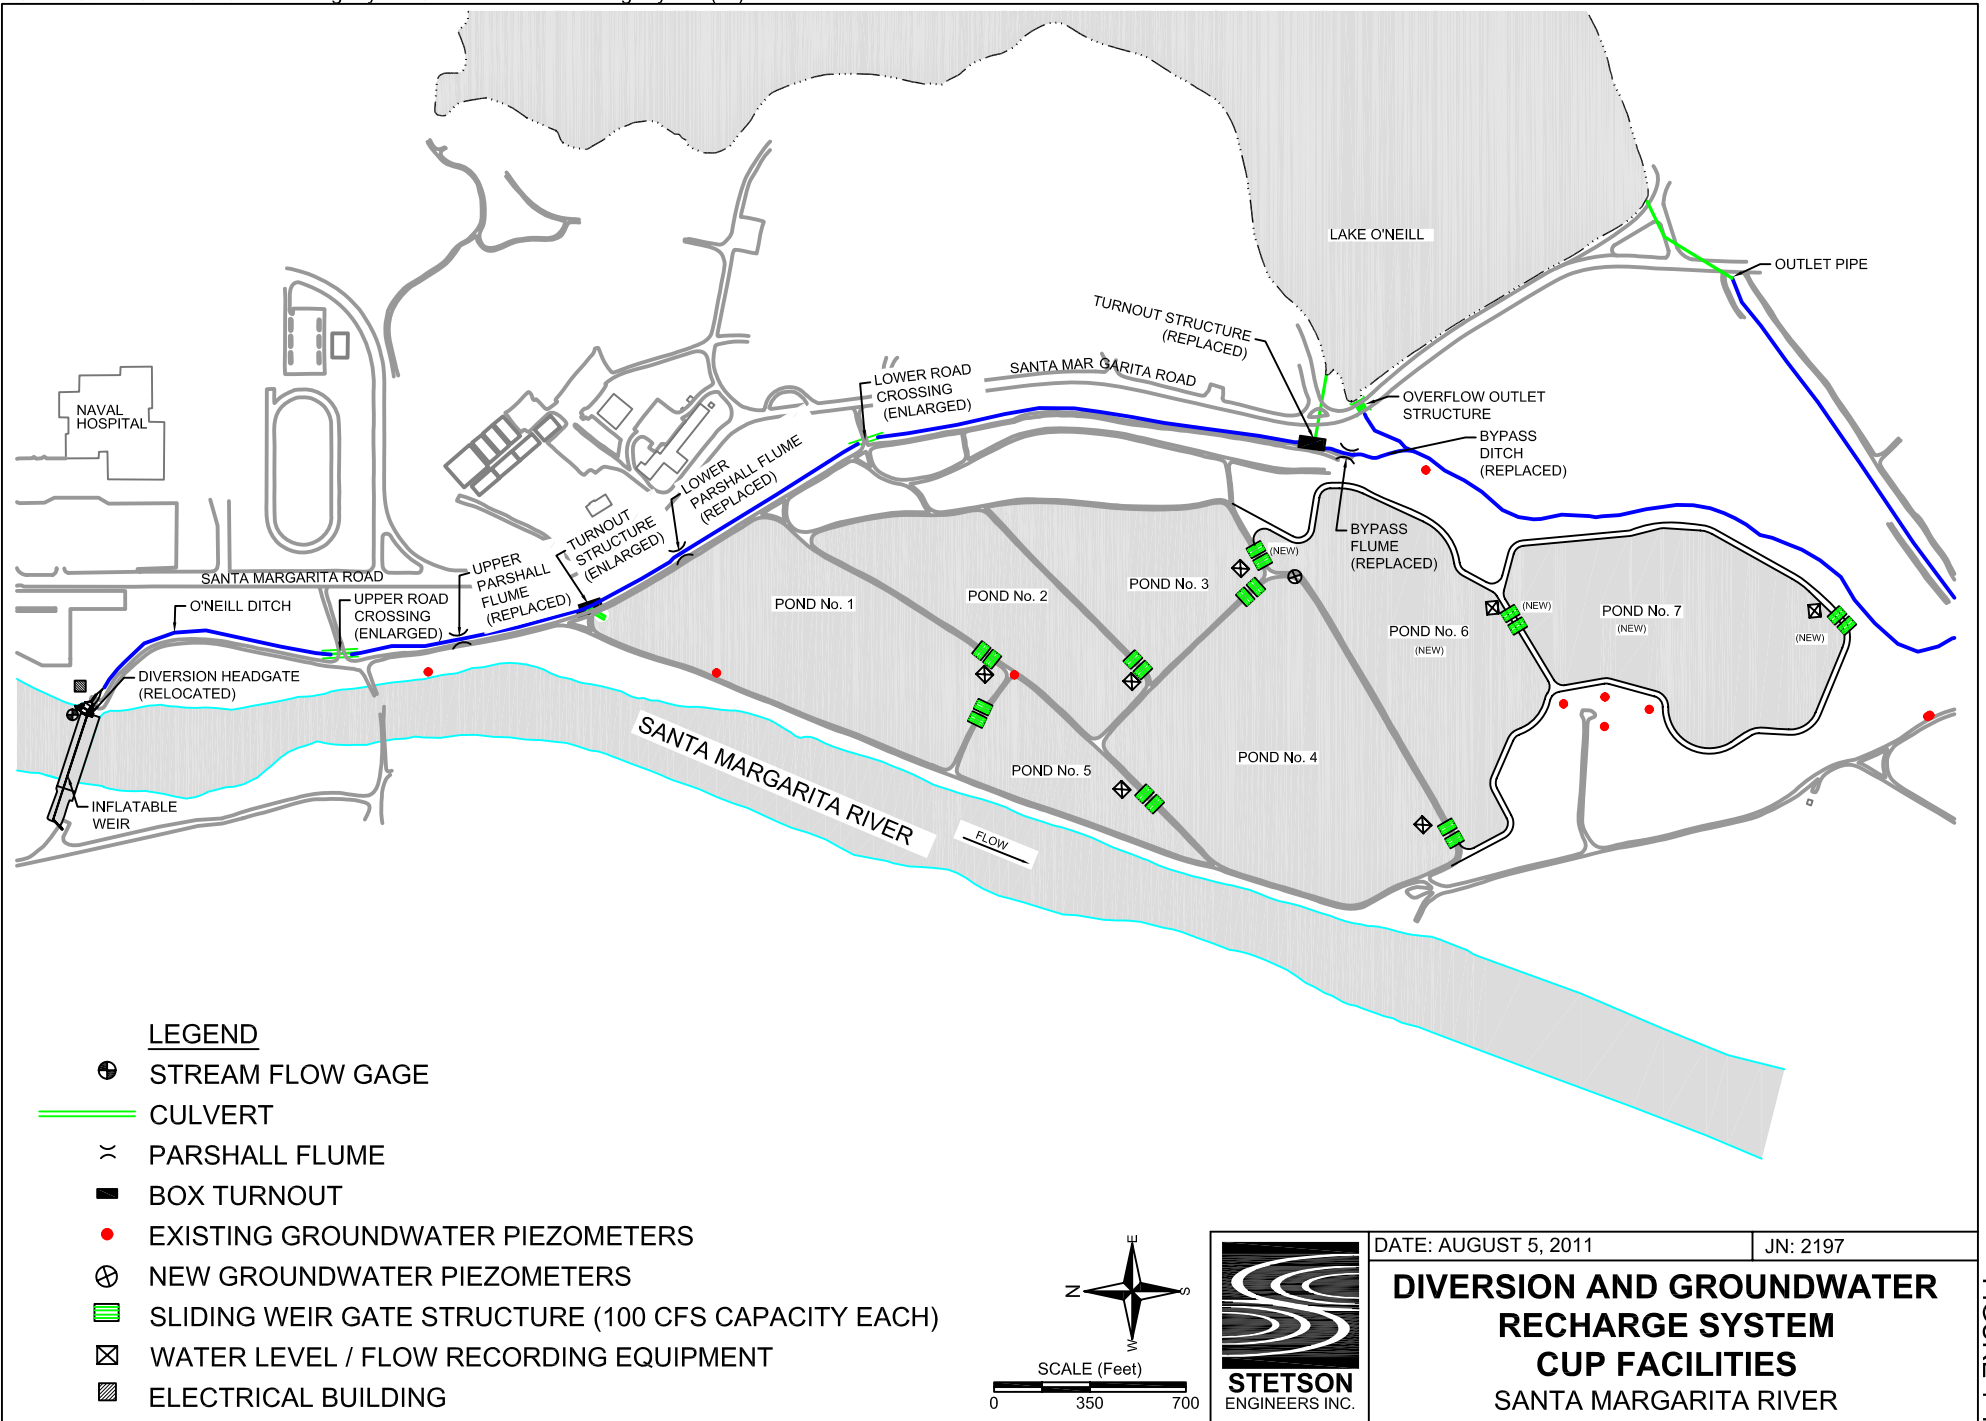 LAKE O'NEILL
OUTLET PIPE
TURNOUT STRUCTURE
(REPLACED)
SANTA MAR GARITA ROAD
LOWER ROAD
CROSSING
(ENLARGED)
OVERFLOW OUTLET
STRUCTURE
BYPASS
DITCH
(REPLACED)
NAVAL
HOSPITAL
LOWER
PARSHALL FLUME
(REPLACED)
TURNOUT
STRUCTURE
(ENLARGED)
UPPER
PARSHALL
FLUME
(REPLACED)
BYPASS
FLUME
(REPLACED)
SANTA MARGARITA ROAD
O'NEILL DITCH
UPPER ROAD
CROSSING
(ENLARGED)
DIVERSION HEADGATE
(RELOCATED)
INFLATABLE
WEIR
POND No. 1
POND No. 2
POND No. 3
(NEW)
POND No. 6
(NEW)
(NEW)
POND No. 7
(NEW)
(NEW)
POND No. 5
POND No. 4
SANTA MARGARITA RIVER
FLOW
LEGEND
STREAM FLOW GAGE
CULVERT
PARSHALL FLUME
BOX TURNOUT
EXISTING GROUNDWATER PIEZOMETERS
NEW GROUNDWATER PIEZOMETERS
SLIDING WEIR GATE STRUCTURE (100 CFS CAPACITY EACH)
WATER LEVEL / FLOW RECORDING EQUIPMENT
ELECTRICAL BUILDING
E
N
S
W
SCALE (Feet)
0 350 700
STETSON
ENGINEERS INC.
DATE: AUGUST 5, 2011
JN: 2197
DIVERSION AND GROUNDWATER
RECHARGE SYSTEM
CUP FACILITIES
SANTA MARGARITA RIVER